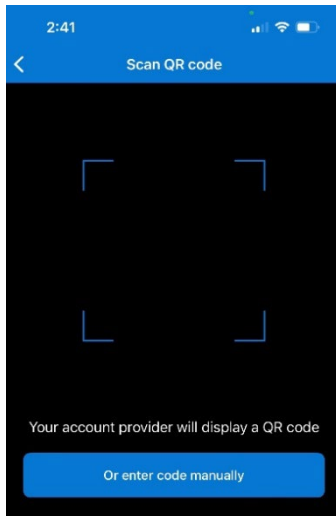 2:41
Scan QR code
Your account provider will display a QR code
Or enter code manually